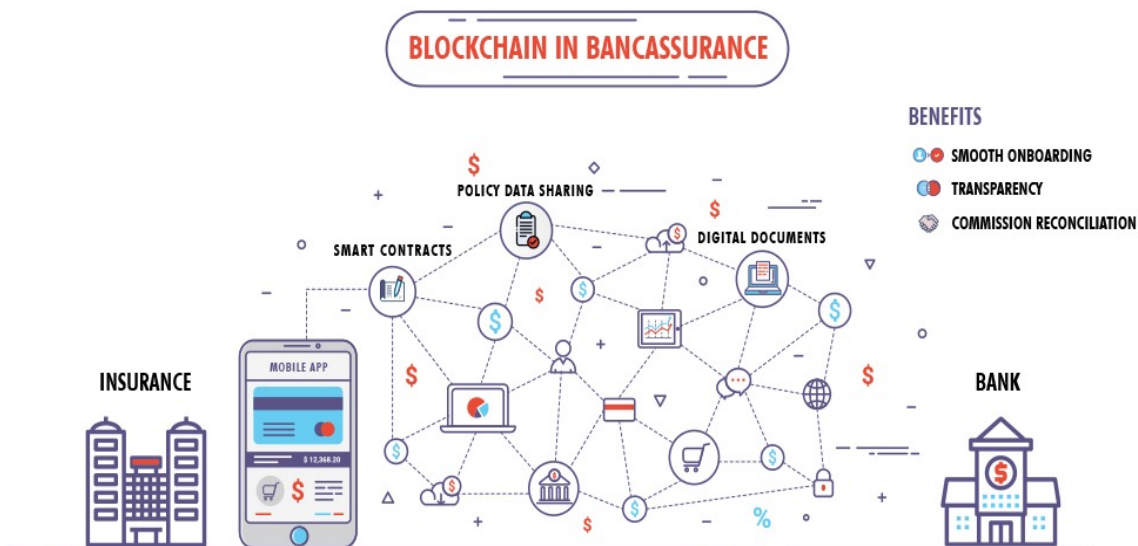 BLOCKCHAIN IN BANCASSURANCE
BENEFITS
SMOOTH ONBOARDING
TRANSPARENCY
COMMISSION RECONCILIATION
POLICY DATA SHARING
SMART CONTRACTS
DIGITAL DOCUMENTS
INSURANCE
MOBILE APP
$ 12,368.20
BANK